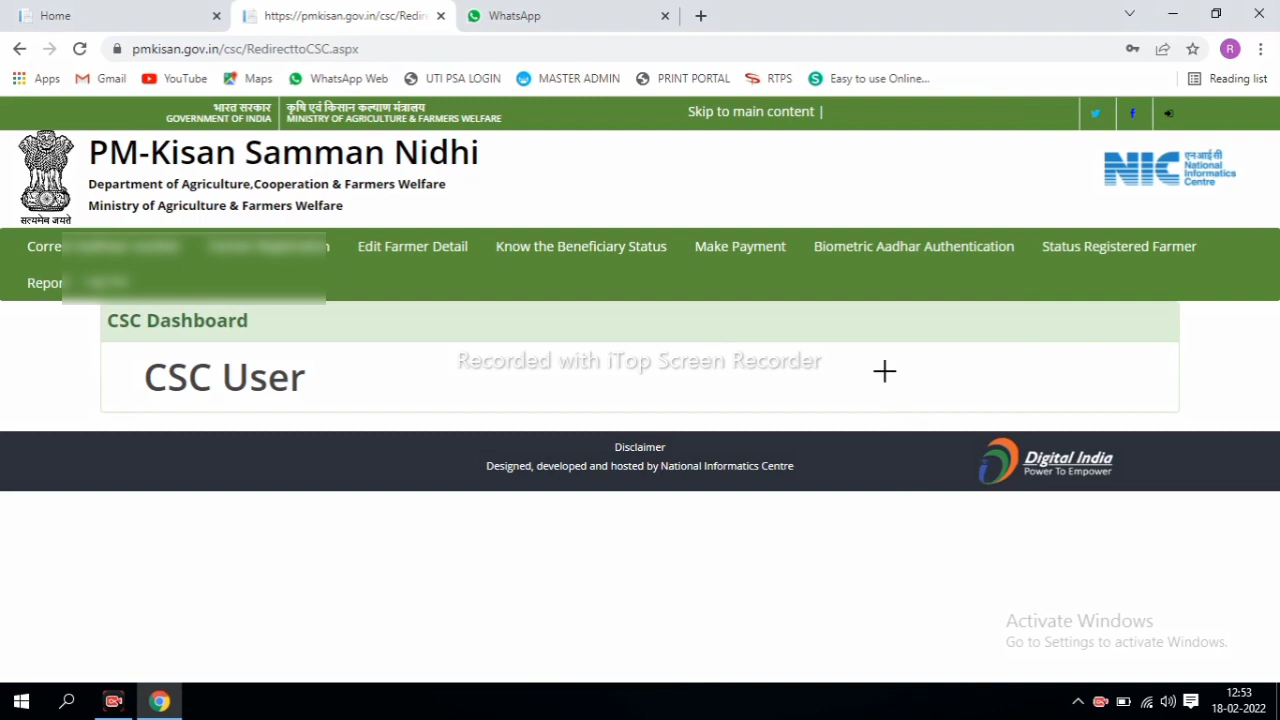 Home
https://pmkisan.gov.in/csc/Redire
WhatsApp
pmkisan.gov.in/csc/RedirecttoCSC.aspx
R
Apps Gmail YouTube Maps WhatsApp Web UTI PSA LOGIN MASTER ADMIN PRINT PORTAL RTPS Easy to use Online... Reading list
भारत सरकार कृषि एवं किसान कल्याण मंत्रालय
GOVERNMENT OF INDIA MINISTRY OF AGRICULTURE & FARMERS WELFARE
Skip to main content |
PM-Kisan Samman Nidhi
Department of Agriculture,Cooperation & Farmers Welfare
Ministry of Agriculture & Farmers Welfare
सत्यमेव जयते
NIC एनआईसी
National
Informatics
Centre
Edit Farmer Detail Know the Beneficiary Status Make Payment Biometric Aadhar Authentication Status Registered Farmer
CSC Dashboard
Recorded with iTop Screen Recorder
CSC User
Disclaimer
Designed, developed and hosted by National Informatics Centre
Digital India
Power To Empower
Activate Windows
Go to Settings to activate Windows.
12:53
18-02-2022